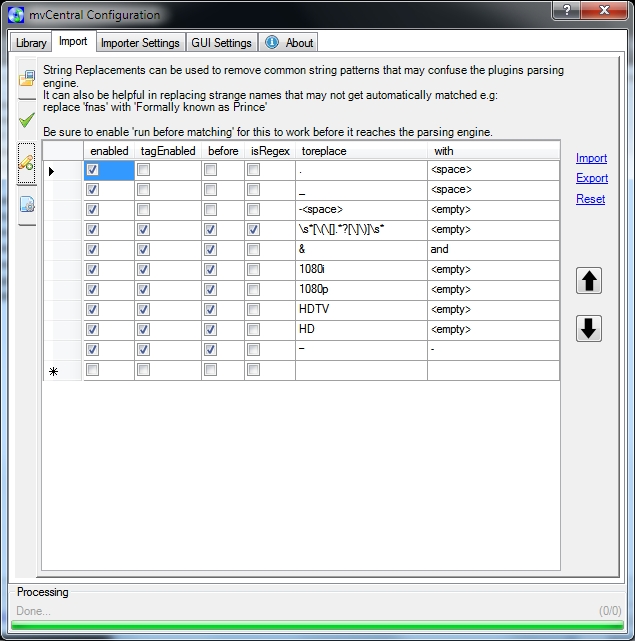 mvCentral Configuration
?
Library Import Importer Settings GUI Settings About
String Replacements can be used to remove common string patterns that may confuse the plugins parsing
engine.
It can also be helpful in replacing strange names that may not get automatically matched e.g:
replace 'fnas' with 'Formally known as Prince'
Be sure to enable 'run before matching' for this to work before it reaches the parsing engine.
enabled tagEnabled before isRegex toreplace with
. <space>
_ <space>
-<space> <empty>
\s*[\(\[].*?[\]\)]\s* <empty>
& and
1080i <empty>
1080p <empty>
HDTV <empty>
HD <empty>
– -
Import
Export
Reset
Processing
Done... (0/0)